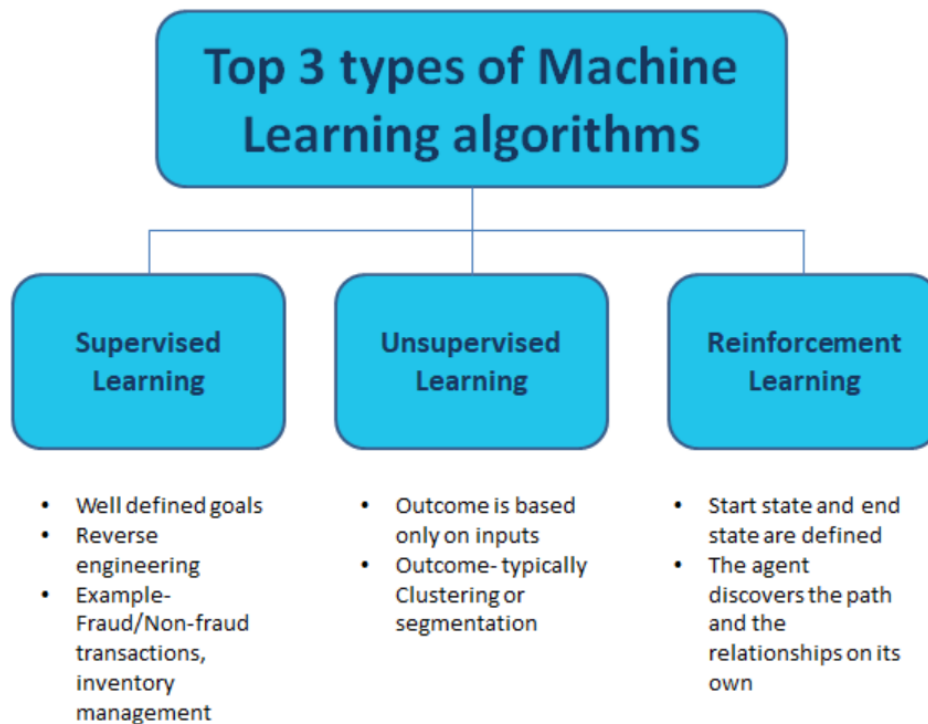 Top 3 types of Machine
Learning algorithms
Supervised
Learning
Unsupervised
Learning
Reinforcement
Learning
• Well defined goals
• Reverse
engineering
• Example-
Fraud/Non-fraud
transactions,
inventory
management
• Outcome is based
only on inputs
• Outcome- typically
Clustering or
segmentation
• Start state and end
state are defined
• The agent
discovers the path
and the
relationships on its
own